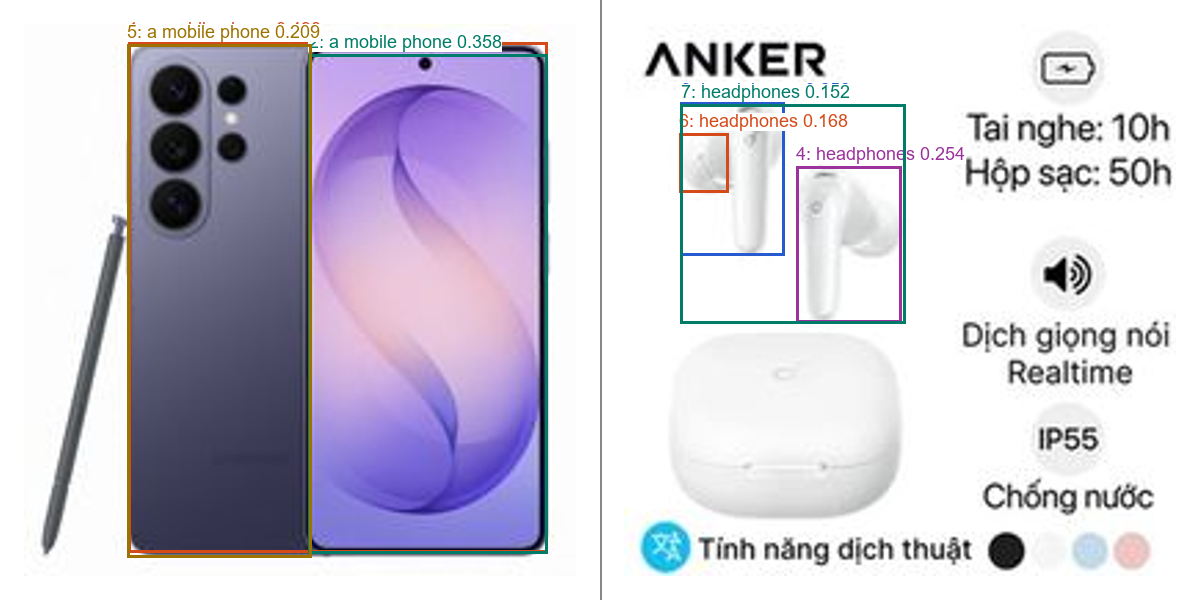 5: a mobile phone 0.209
2: a mobile phone 0.358
ANKER
7: headphones 0.152
6: headphones 0.168
4: headphones 0.254
Tai nghe: 10h
Hộp sạc: 50h
Dịch giọng nói
Realtime
IP55
Chống nước
Tính năng dịch thuật